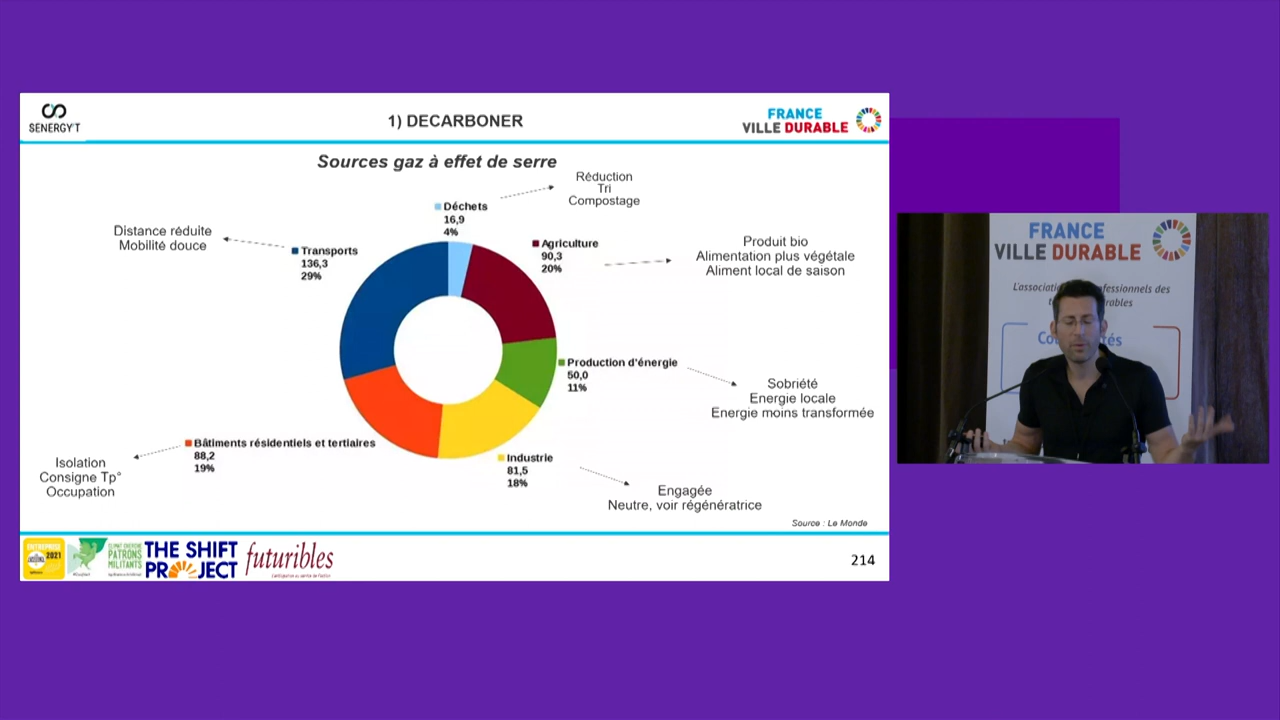 SENERGY'T
1) DECARBONER
FRANCE
VILLE DURABLE
Sources gaz à effet de serre
Réduction
Tri
Compostage
Déchets
16,9
4%
Distance réduite
Mobilité douce
Transports
136,3
29%
Agriculture
90,3
20%
Produit bio
Alimentation plus végétale
Aliment local de saison
Production d'énergie
50,0
11%
Sobriété
Energie locale
Energie moins transformée
Bâtiments résidentiels et tertiaires
88,2
19%
Isolation
Consigne Tp°
Occupation
Industrie
81,5
18%
Engagée
Neutre, voir régénératrice
Source : Le Monde
ENTREPRISE
2021
PATRONS
MILITANTS
THE SHIFT
PROJECT
futuribles
214
FRANCE
VILLE DURABLE